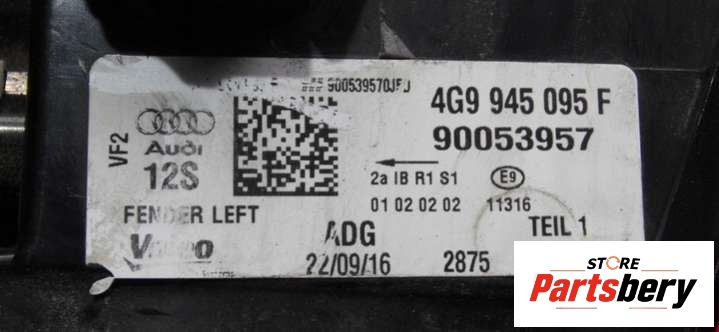 900539570JFD
4G9 945 095 F
90053957
VF2
Audi
12S
2a IB R1 S1
E9
01 02 02 02
11316
FENDER LEFT
ADG
TEIL 1
Valeo
22/09/16
2875
STORE
Partsbery